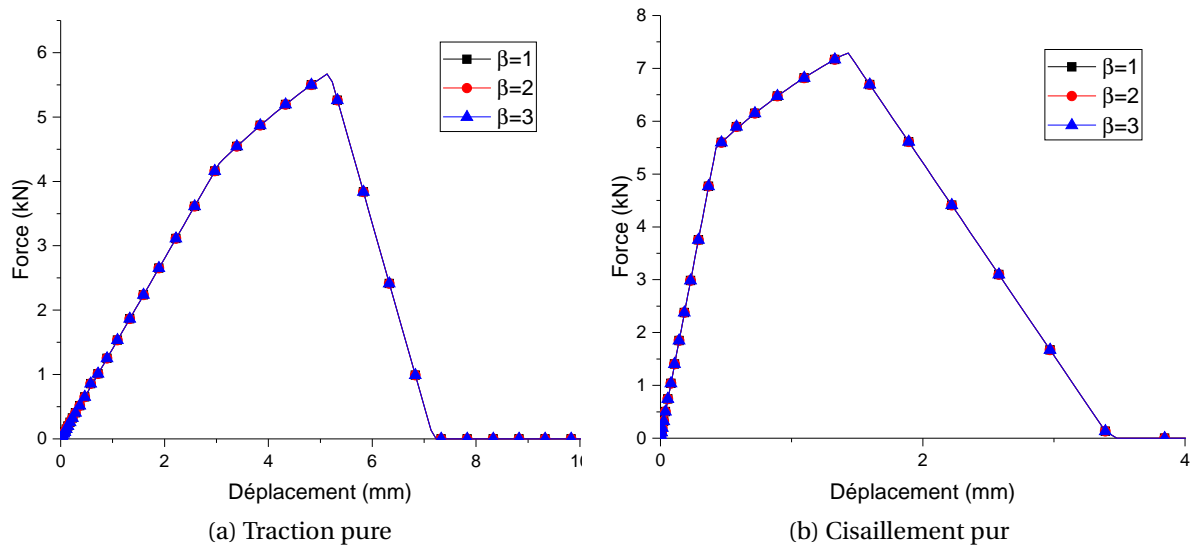 6
5
4
3
2
1
0
Force (kN)
0
2
4
6
8
10
Déplacement (mm)
β=1
β=2
β=3
(a) Traction pure
8
7
6
5
4
3
2
1
0
Force (kN)
0
2
4
Déplacement (mm)
β=1
β=2
β=3
(b) Cisaillement pur